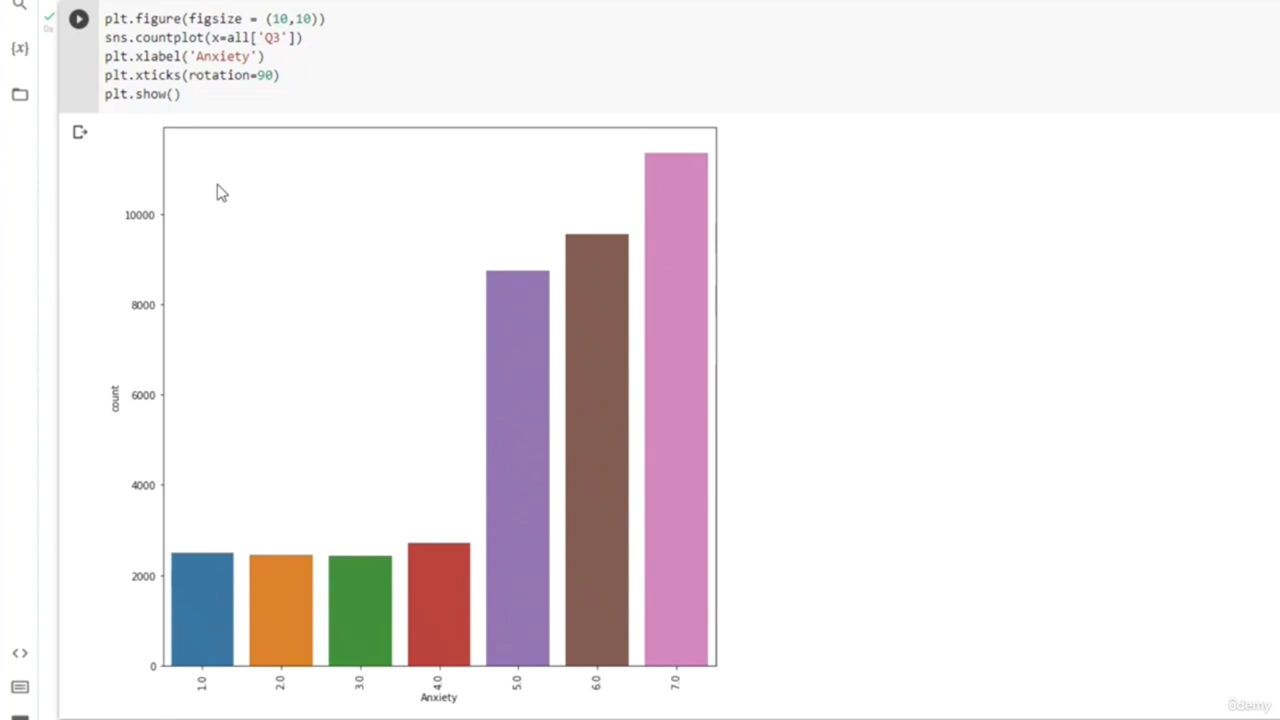 plt.figure(figsize = (10,10))
sns.countplot(x=all['Q3'])
plt.xlabel('Anxiety')
plt.xticks(rotation=90)
plt.show()
0s
{x}
10000
8000
6000
4000
2000
0
count
1.0
2.0
3.0
4.0
5.0
6.0
7.0
Anxiety
ûdemy